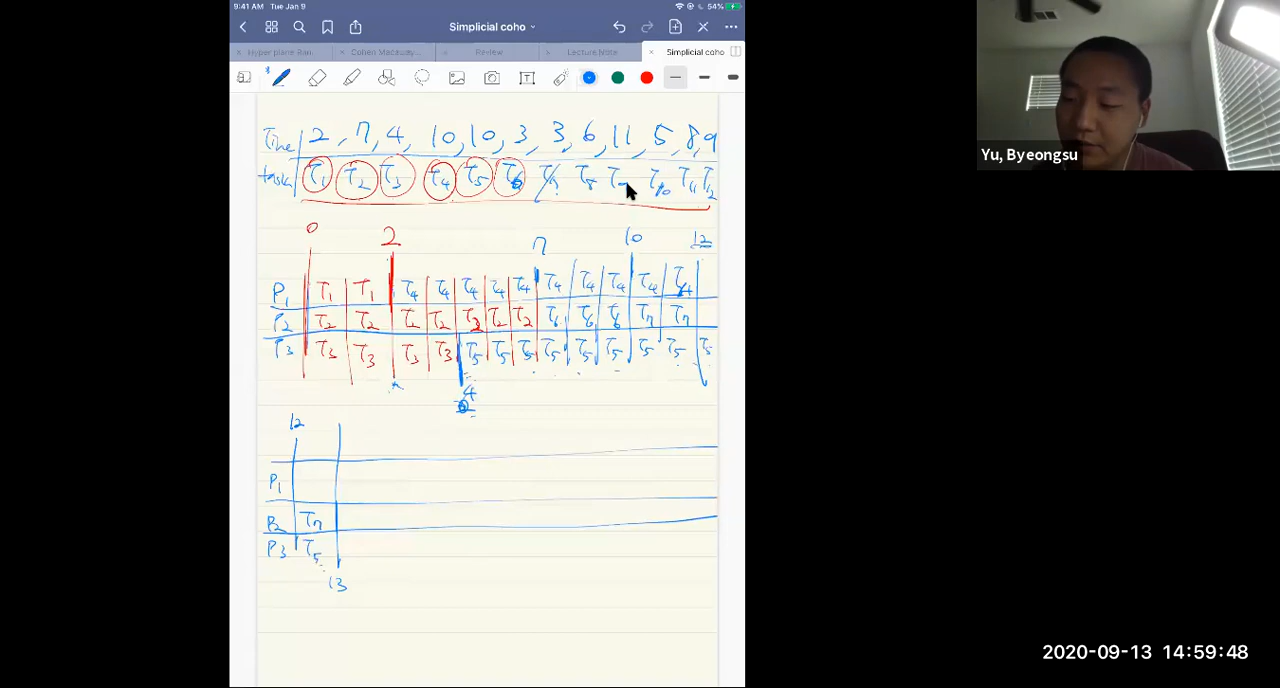 9:41 AM Tue Jan 9
54%
Simplicial coho
Hyper plane Ran
Cohen Macaulay...
Review
Lecture Note
Simplicial coho
Yu, Byeongsu
Time 2, 7, 4, 10, 10, 3, 3, 6, 11, 5, 8, 9
task T1 T2 T3 T4 T5 T6 T7 T8 T9 T10 T11 T12
0 2 7 10 12
P1 T1 T1 T4 T4 T4 T4 T4 T4 T4 T4 T4 T4
P2 T2 T2 T2 T2 T2 T2 T2 T6 T6 T6 T7 T7
P3 T3 T3 T3 T3 T5 T5 T5 T5 T5 T5 T5 T5 T5
4
12
P1
P2 T7
P3 T5
13
2020-09-13 14:59:48